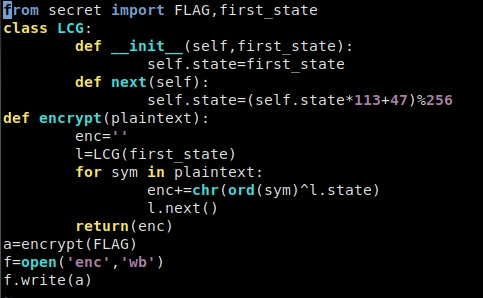 from secret import FLAG,first_state
class LCG:
        def __init__(self,first_state):
                self.state=first_state
        def next(self):
                self.state=(self.state*113+47)%256
def encrypt(plaintext):
        enc=''
        l=LCG(first_state)
        for sym in plaintext:
                enc+=chr(ord(sym)^l.state)
                l.next()
        return(enc)
a=encrypt(FLAG)
f=open('enc','wb')
f.write(a)